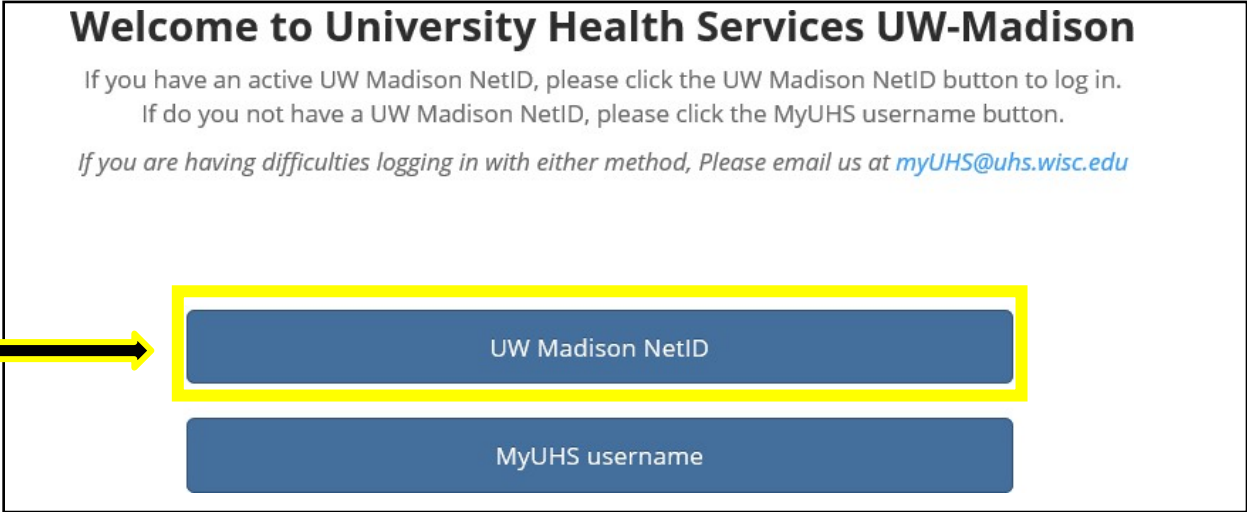 Welcome to University Health Services UW-Madison
If you have an active UW Madison NetID, please click the UW Madison NetID button to log in.
If do you not have a UW Madison NetID, please click the MyUHS username button.
If you are having difficulties logging in with either method, Please email us at myUHS@uhs.wisc.edu
UW Madison NetID
MyUHS username